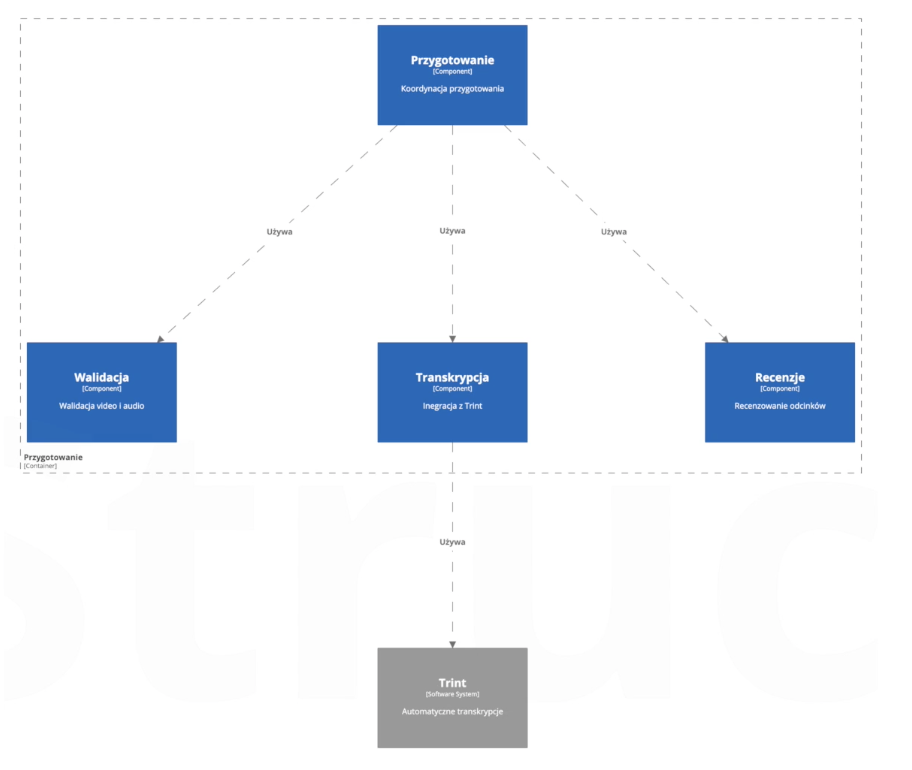 Przygotowanie
[Component]
Koordynacja przygotowania
Używa
Używa
Używa
Walidacja
[Component]
Walidacja video i audio
Transkrypcja
[Component]
Inegracja z Trint
Recenzje
[Component]
Recenzowanie odcinków
Przygotowanie
[Container]
struc
Używa
Trint
[Software System]
Automatyczne transkrypcje